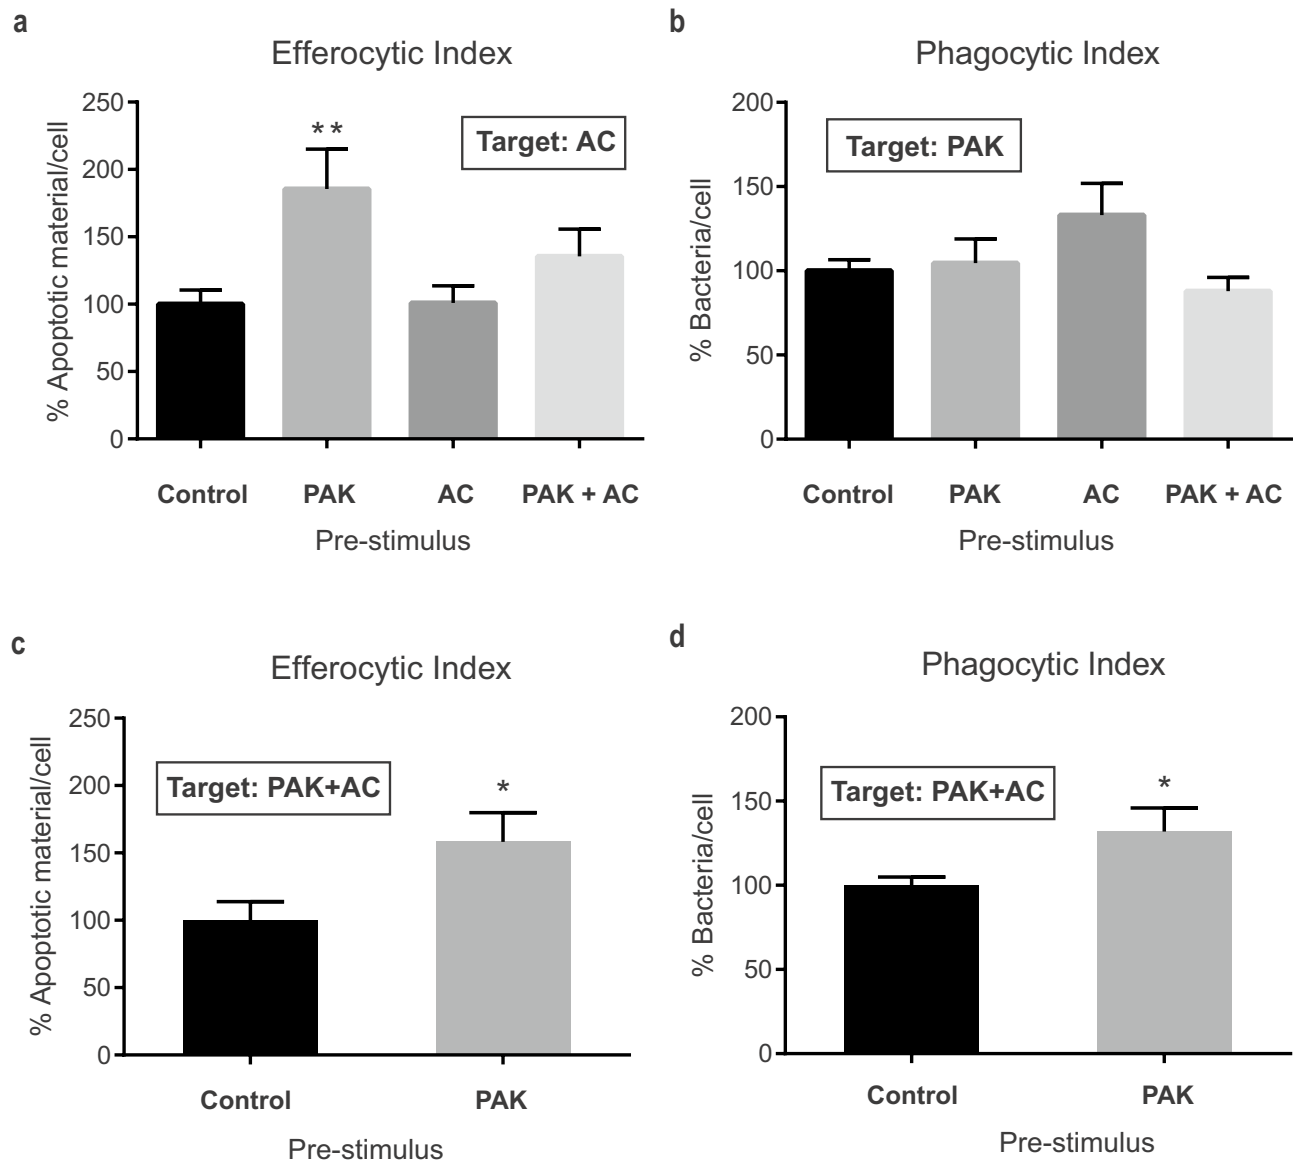 a
Efferocytic Index
% Apoptotic material/cell
250
200
150
100
50
0
**
Target: AC
Control PAK AC PAK + AC
Pre-stimulus
b
Phagocytic Index
% Bacteria/cell
200
150
100
50
0
Target: PAK
Control PAK AC PAK + AC
Pre-stimulus
c
Efferocytic Index
% Apoptotic material/cell
250
200
150
100
50
0
Target: PAK+AC
*
Control PAK
Pre-stimulus
d
Phagocytic Index
% Bacteria/cell
200
150
100
50
0
Target: PAK+AC
*
Control PAK
Pre-stimulus